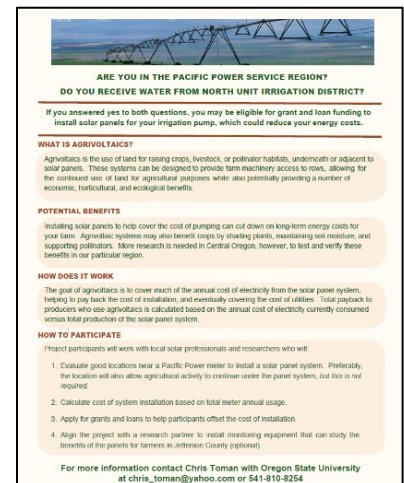 ARE YOU IN THE PACIFIC POWER SERVICE REGION?
DO YOU RECEIVE WATER FROM NORTH UNIT IRRIGATION DISTRICT?
If you answered yes to both questions, you may be eligible for grant and loan funding to
install solar panels for your irrigation pump, which could reduce your energy costs.
WHAT IS AGRIVOLTAICS?
Agrivoltaics is the use of land for raising crops, livestock, or pollinator habitats, underneath or adjacent to
solar panels. These systems can be designed to provide farm machinery access to rows, allowing for
the continued use of land for agricultural purposes while also potentially providing a number of
economic, horticultural, and ecological benefits.
POTENTIAL BENEFITS
Installing solar panels to help cover the cost of pumping can cut down on long-term energy costs for
your farm. Agrivoltaic systems may also benefit crops by shading plants, maintaining soil moisture, and
supporting pollinators. More research is needed in Central Oregon, however, to test and verify these
benefits in our particular region.
HOW DOES IT WORK
The goal of agrivoltaics is to cover much of the annual cost of electricity from the solar panel system,
helping to pay back the cost of installation, and eventually covering the cost of utilities. Total payback to
producers who use agrivoltaics is calculated based on the annual cost of electricity currently consumed
versus total production of the solar panel system.
HOW TO PARTICIPATE
Project participants will work with local solar professionals and researchers who will:
1. Evaluate good locations near a Pacific Power meter to install a solar panel system. Preferably,
the location will also allow agricultural activity to continue under the panel system, but this is not
required.
2. Calculate cost of system installation based on total meter annual usage.
3. Apply for grants and loans to help participants offset the cost of installation.
4. Align the project with a research partner to install monitoring equipment that can study the
benefits of the panels for farmers in Jefferson County (optional).
For more information contact Chris Toman with Oregon State University
at chris_toman@yahoo.com or 541-810-8254